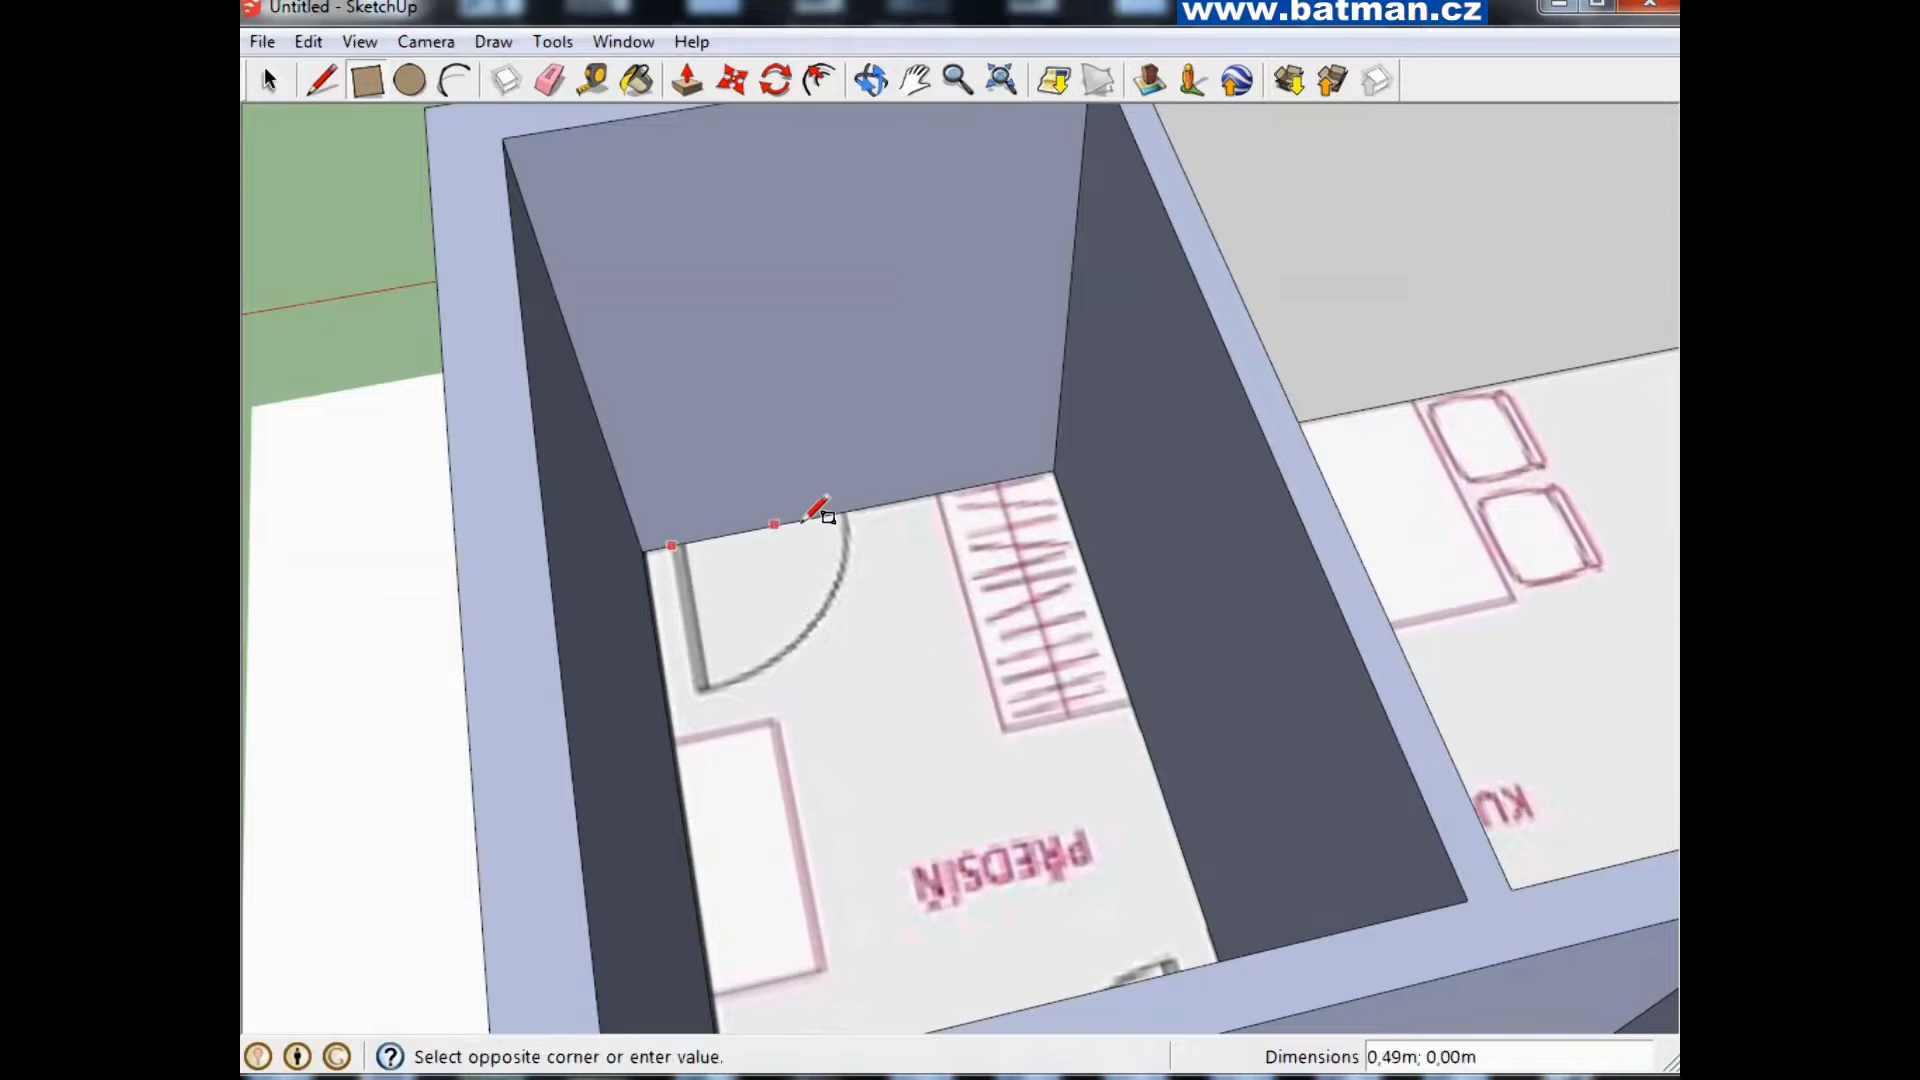 Untitled - SketchUp
www.batman.cz
File Edit View Camera Draw Tools Window Help
KU
PŘEDSÍŇ
Select opposite corner or enter value.
Dimensions 0,49m; 0,00m